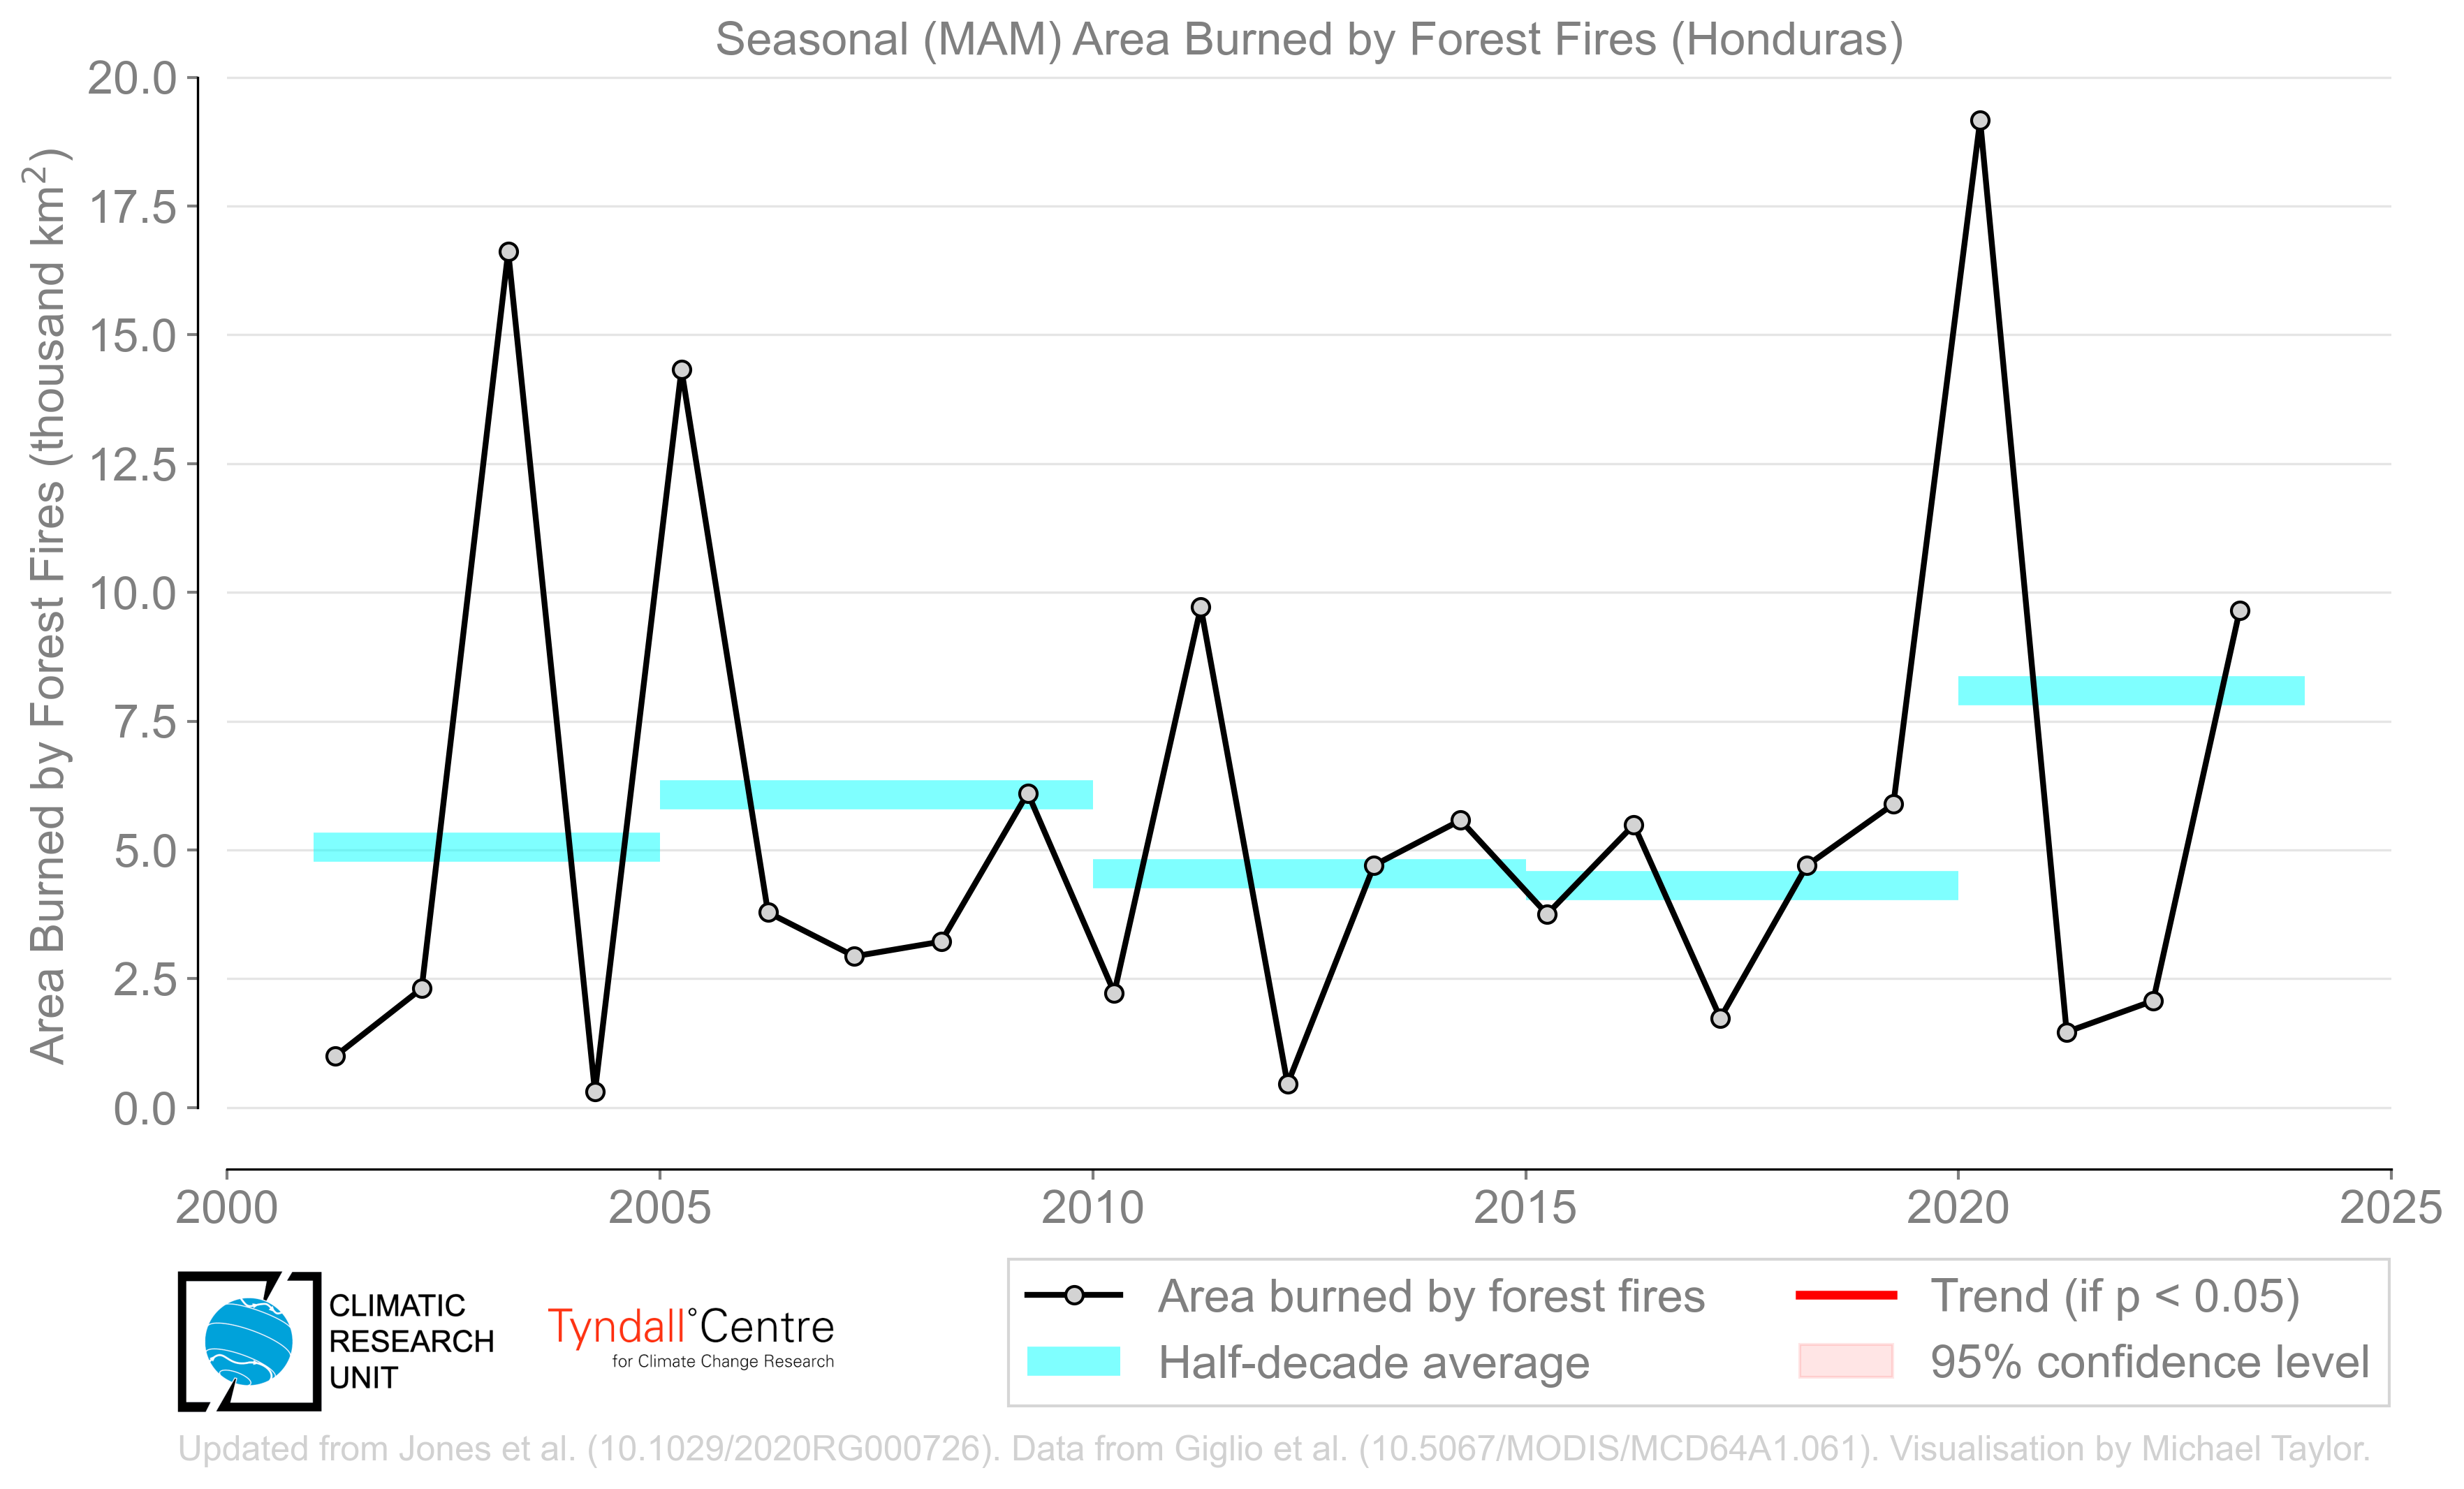 Seasonal (MAM) Area Burned by Forest Fires (Honduras)
Area Burned by Forest Fires (thousand km²)
20.0
17.5
15.0
12.5
10.0
7.5
5.0
2.5
0.0
2000 2005 2010 2015 2020 2025
CLIMATIC
RESEARCH
UNIT
Tyndall°Centre
for Climate Change Research
Area burned by forest fires
Half-decade average
Trend (if p < 0.05)
95% confidence level
Updated from Jones et al. (10.1029/2020RG000726). Data from Giglio et al. (10.5067/MODIS/MCD64A1.061). Visualisation by Michael Taylor.